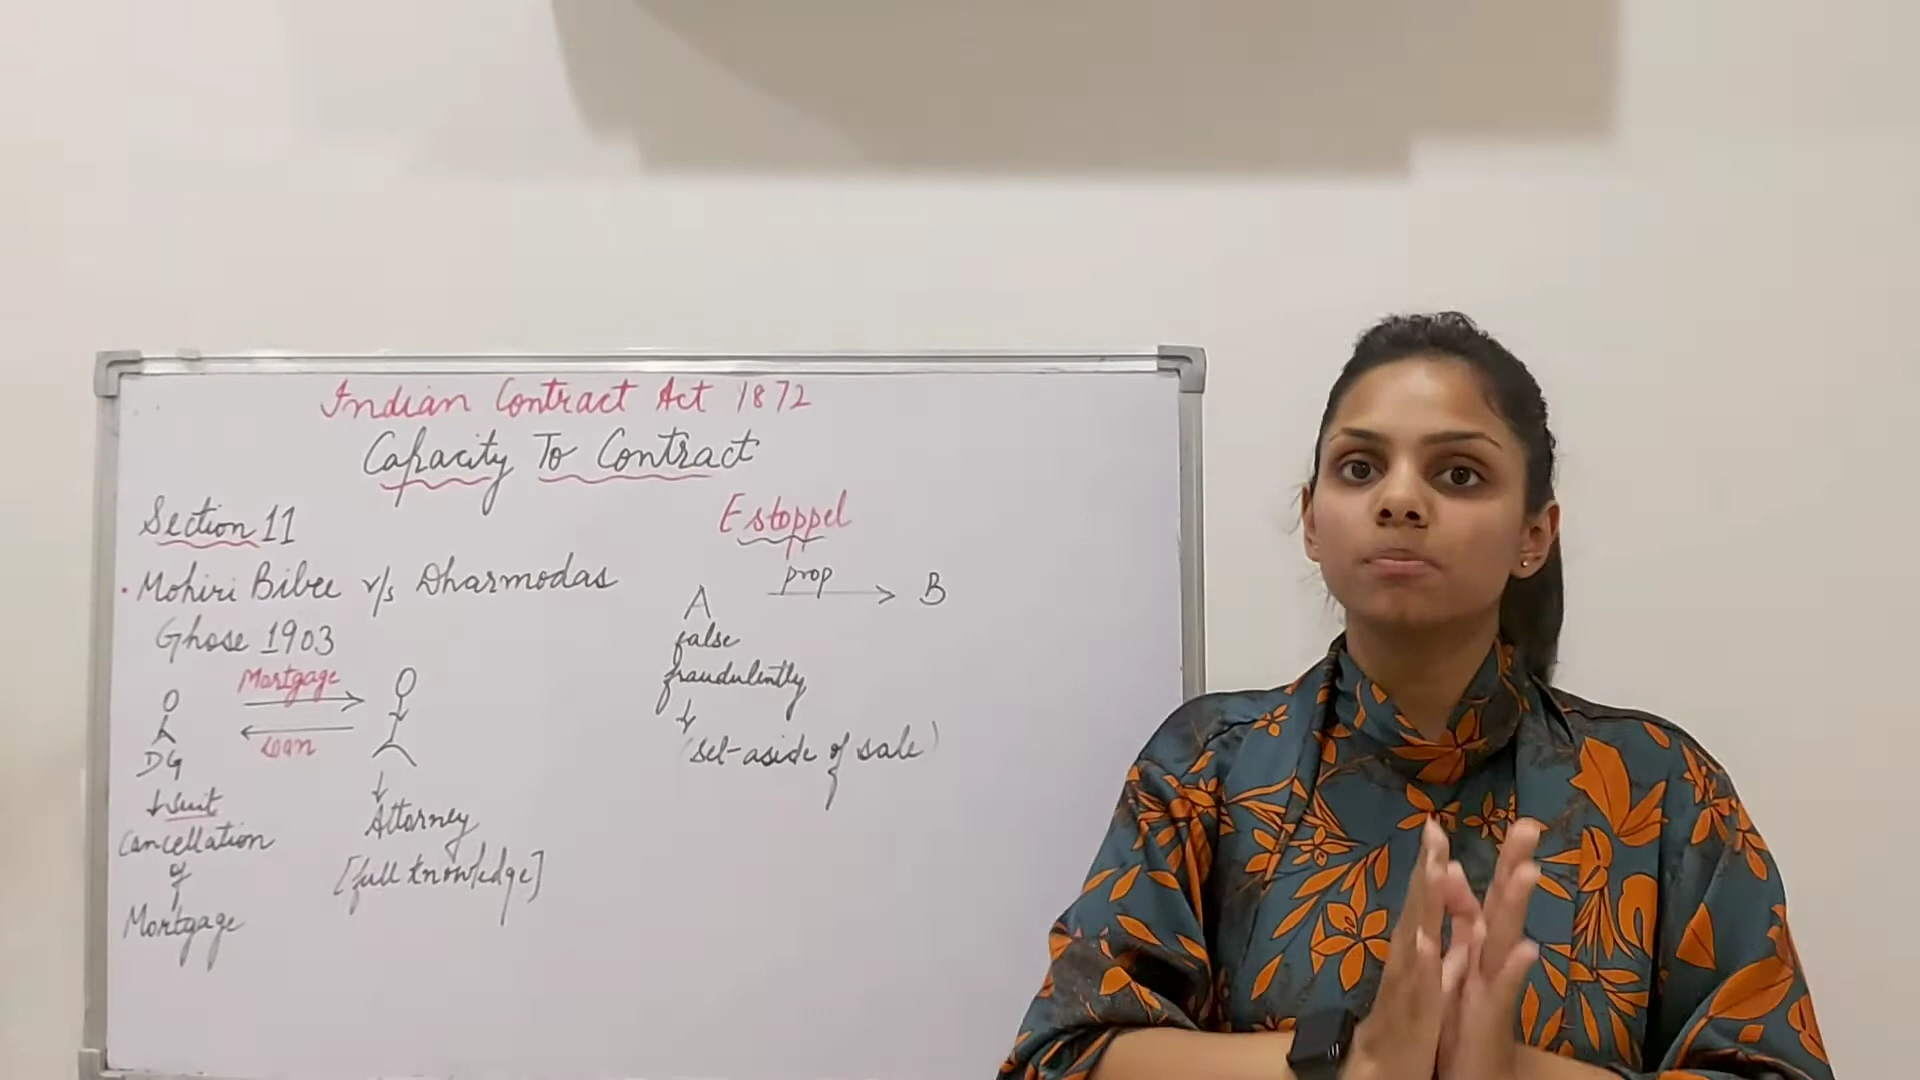 Indian Contract Act 1872
Capacity To Contract
Section 11
Mohiri Bibee v/s Dharmodas
Ghose 1903
Mortgage
Loan
DG
Suit
Cancellation
of
Mortgage
Attorney
[full knowledge]
Estoppel
A prop B
false
fraudulently
(set-aside of sale)